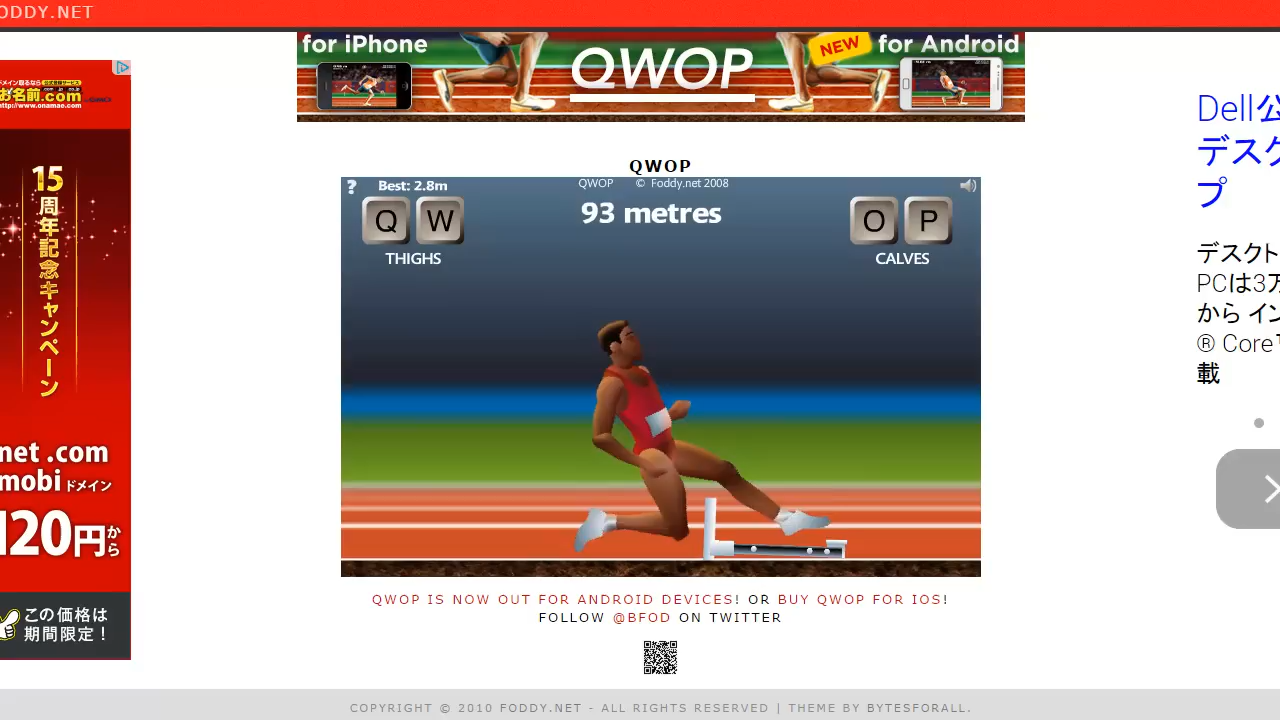 ODDY.NET
for iPhone
QWOP
NEW
for Android
お名前.com
http://www.onamae.com
15
周年記念キャンペーン
net .com
mobi ドメイン
120円から
この価格は
期間限定！
QWOP
? Best: 2.8m
QWOP © Foddy.net 2008
93 metres
Q W
THIGHS
O P
CALVES
QWOP IS NOW OUT FOR ANDROID DEVICES! OR BUY QWOP FOR IOS!
FOLLOW @BFOD ON TWITTER
Dell公
デスク
プ
デスクト
PCは3万
から イン
® Core
載
COPYRIGHT © 2010 FODDY.NET - ALL RIGHTS RESERVED | THEME BY BYTESFORALL.